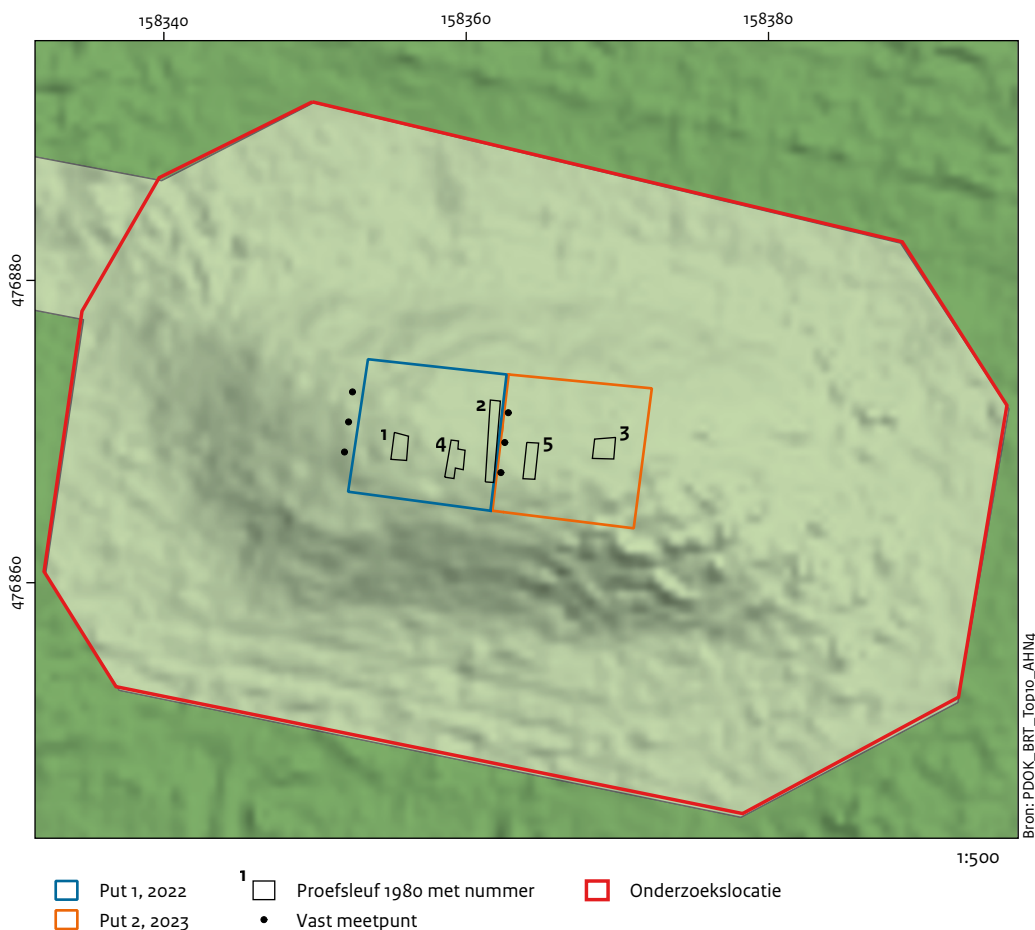 158340 158360 158380
476880
476860
1
4
2
5
3
Bron: PDOK_BRT_Top10_AHN4
1:500
Put 1, 2022
1 Proefsleuf 1980 met nummer
Onderzoekslocatie
Put 2, 2023
Vast meetpunt